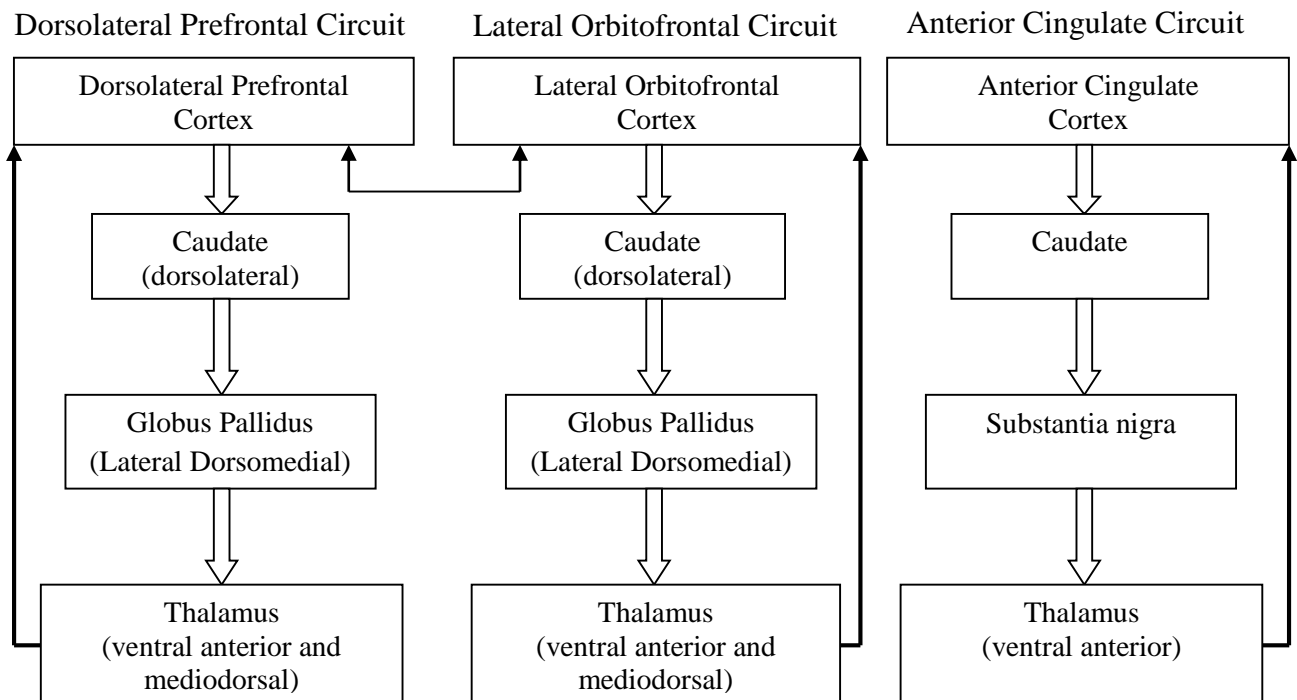 Dorsolateral Prefrontal Circuit
Dorsolateral Prefrontal
Cortex
Caudate
(dorsolateral)
Globus Pallidus
(Lateral Dorsomedial)
Thalamus
(ventral anterior and
mediodorsal)
Lateral Orbitofrontal Circuit
Lateral Orbitofrontal
Cortex
Caudate
(dorsolateral)
Globus Pallidus
(Lateral Dorsomedial)
Thalamus
(ventral anterior and
mediodorsal)
Anterior Cingulate Circuit
Anterior Cingulate
Cortex
Caudate
Substantia nigra
Thalamus
(ventral anterior)